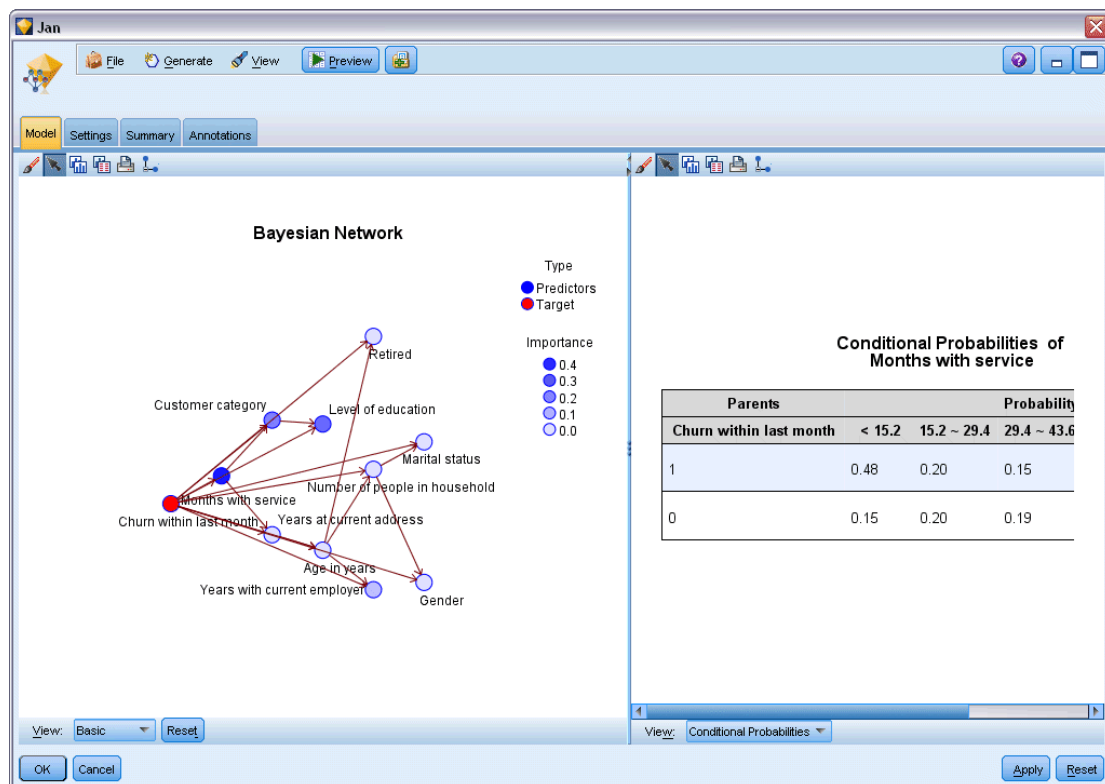 Jan
File Generate View Preview
Model Settings Summary Annotations
Bayesian Network
Type
Predictors
Target
Importance
0.4
0.3
0.2
0.1
0.0
Retired
Customer category
Level of education
Marital status
Number of people in household
Months with service
Churn within last month
Years at current address
Age in years
Years with current employer
Gender
Conditional Probabilities of
Months with service
Parents Probability
Churn within last month < 15.2 15.2 ~ 29.4 29.4 ~ 43.6
1 0.48 0.20 0.15
0 0.15 0.20 0.19
View: Basic Reset
View: Conditional Probabilities
OK Cancel Apply Reset